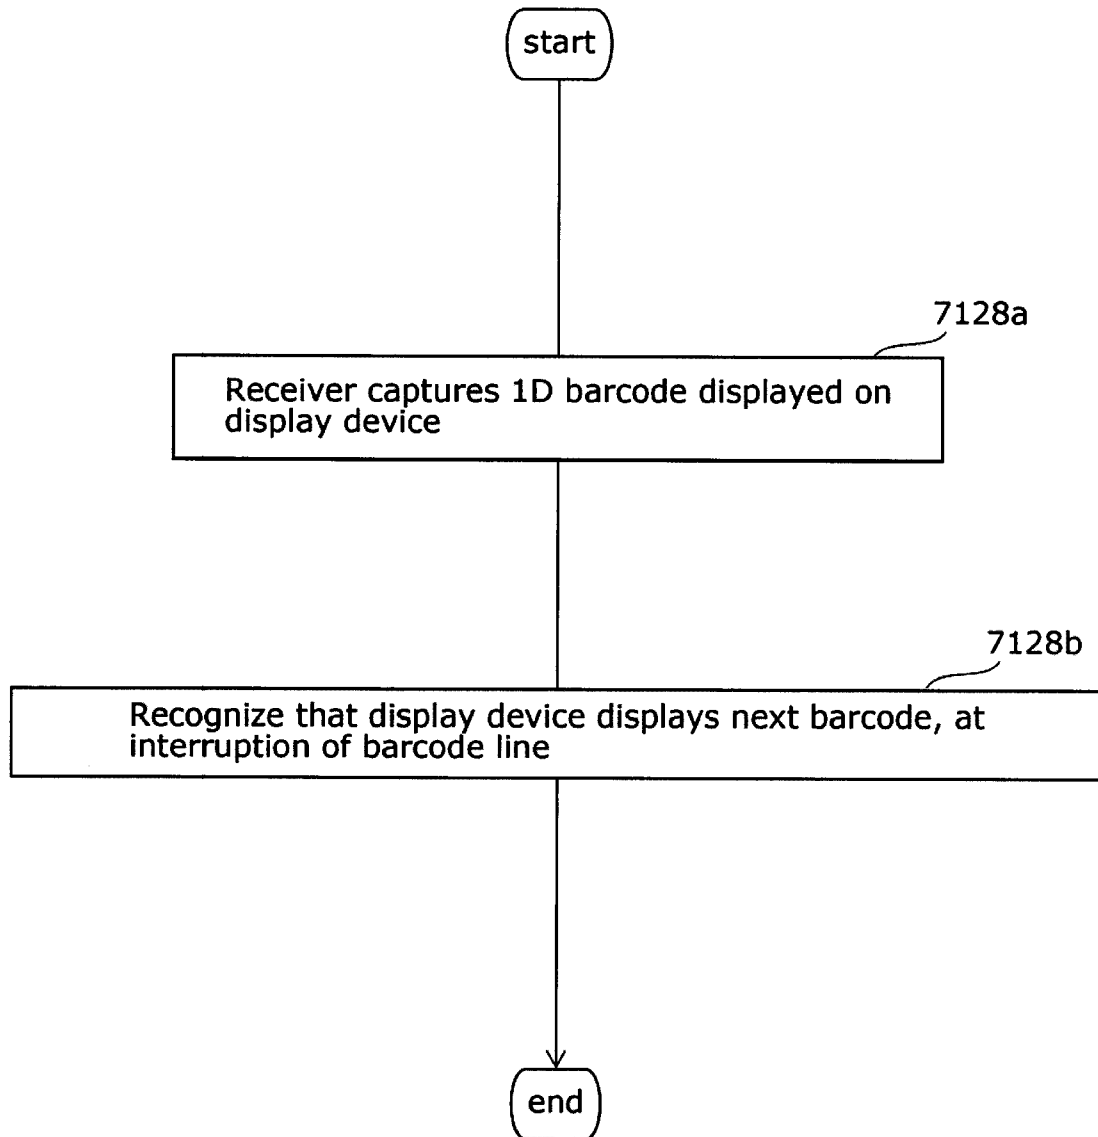 start
7128a
Receiver captures 1D barcode displayed on
display device
7128b
Recognize that display device displays next barcode, at
interruption of barcode line
end